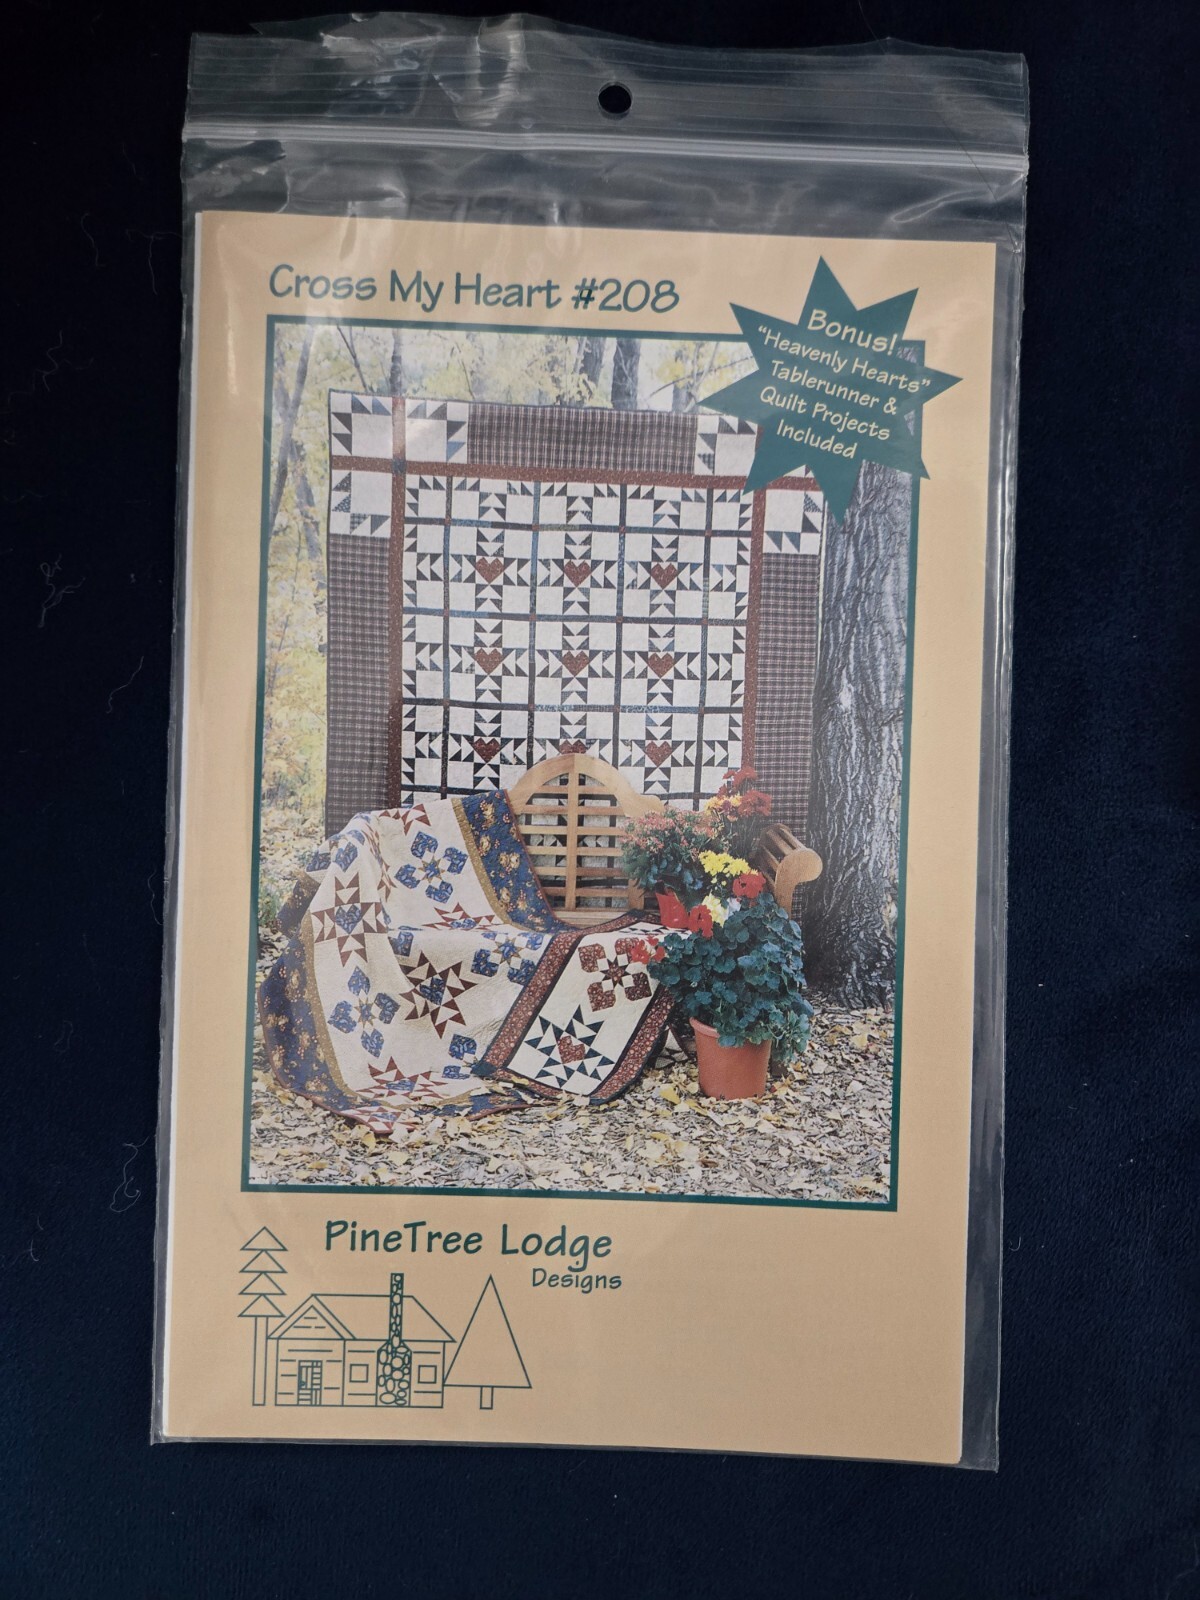 Cross My Heart #208
Bonus!
"Heavenly Hearts"
Tablerunner &
Quilt Projects
Included
PineTree Lodge
Designs